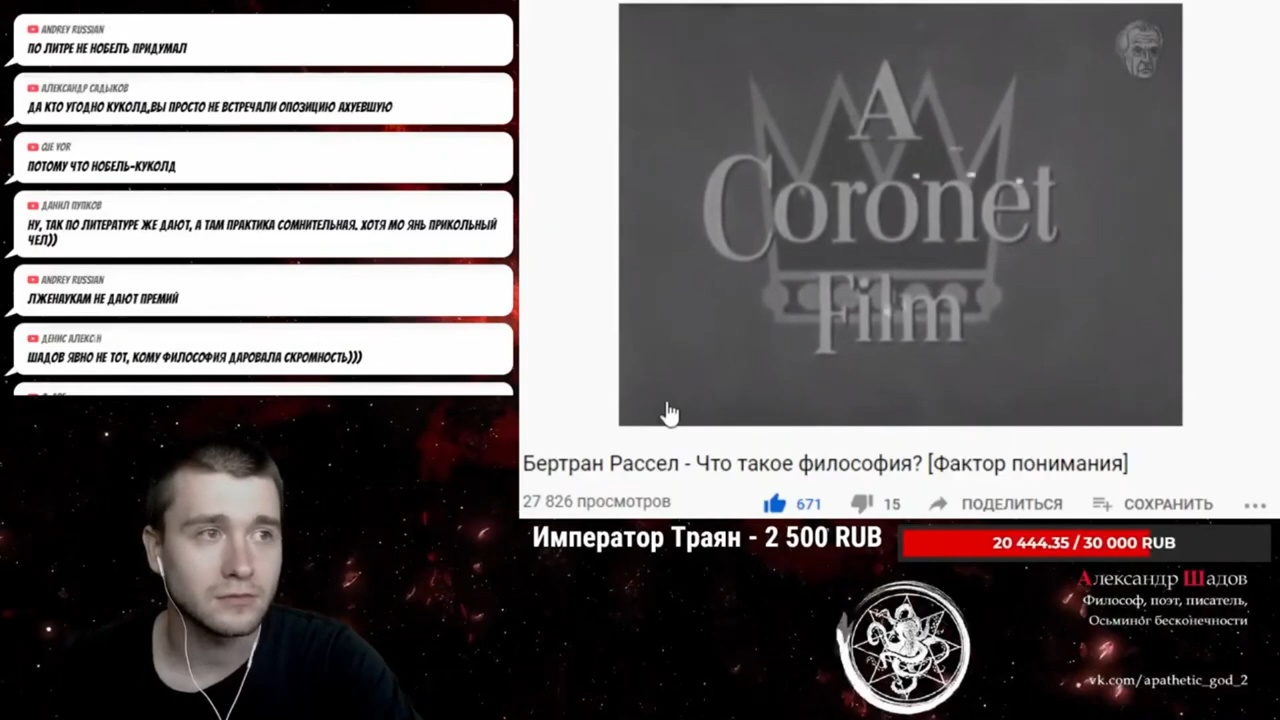 ANDREY RUSSIAN
ПО ЛИТРЕ НЕ НОБЕЛЬ ПРИДУМАЛ
АЛЕКСАНДР САДЫКОВ
ДА КТО УГОДНО КУКОЛД,ВЫ ПРОСТО НЕ ВСТРЕЧАЛИ ОПОЗИЦИЮ АХУЕВШУЮ
OJE YOR
ПОТОМУ ЧТО НОБЕЛЬ-КУКОЛД
ДАНИЛ ПУПКОВ
НУ, ТАК ПО ЛИТЕРАТУРЕ ЖЕ ДАЮТ, А ТАМ ПРАКТИКА СОМНИТЕЛЬНАЯ. ХОТЯ МО ЯНЬ ПРИКОЛЬНЫЙ
ЧЕЛ))
ANDREY RUSSIAN
ЛЖЕНАУКАМ НЕ ДАЮТ ПРЕМИЙ
ДЕНИС
ШАДОВ ЯВНО НЕ ТОТ, КОМУ ФИЛОСОФИЯ ДАРОВАЛА СКРОМНОСТЬ)))
A
Coronet
Film
Бертран Рассел - Что такое философия? [Фактор понимания]
27 826 просмотров
671
15
ПОДЕЛИТЬСЯ
СОХРАНИТЬ
Император Траян - 2 500 RUB
20 444.35 / 30 000 RUB
Александр Шадов
Философ, поэт, писатель,
Осьминог бесконечности
vk.com/apathetic_god_2